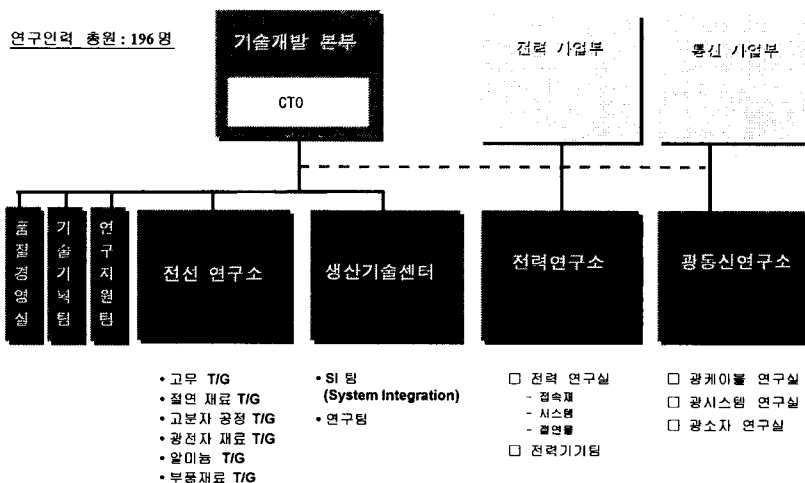 연구인력 총원 : 196 명
기술개발 본부
CTO
전력 사업부
통신 사업부
품질경영실
기술기획팀
연구지원팀
전선 연구소
생산기술센터
전력연구소
광통신연구소
• 고무 T/G
• 절연 재료 T/G
• 고분자 공정 T/G
• 광전자 재료 T/G
• 알미늄 T/G
• 부품재료 T/G
• SI 팀
(System Integration)
• 연구팀
□ 전력 연구실
- 접속재
- 시스템
- 절연물
□ 전력기기팀
□ 광케이블 연구실
□ 광시스템 연구실
□ 광소자 연구실